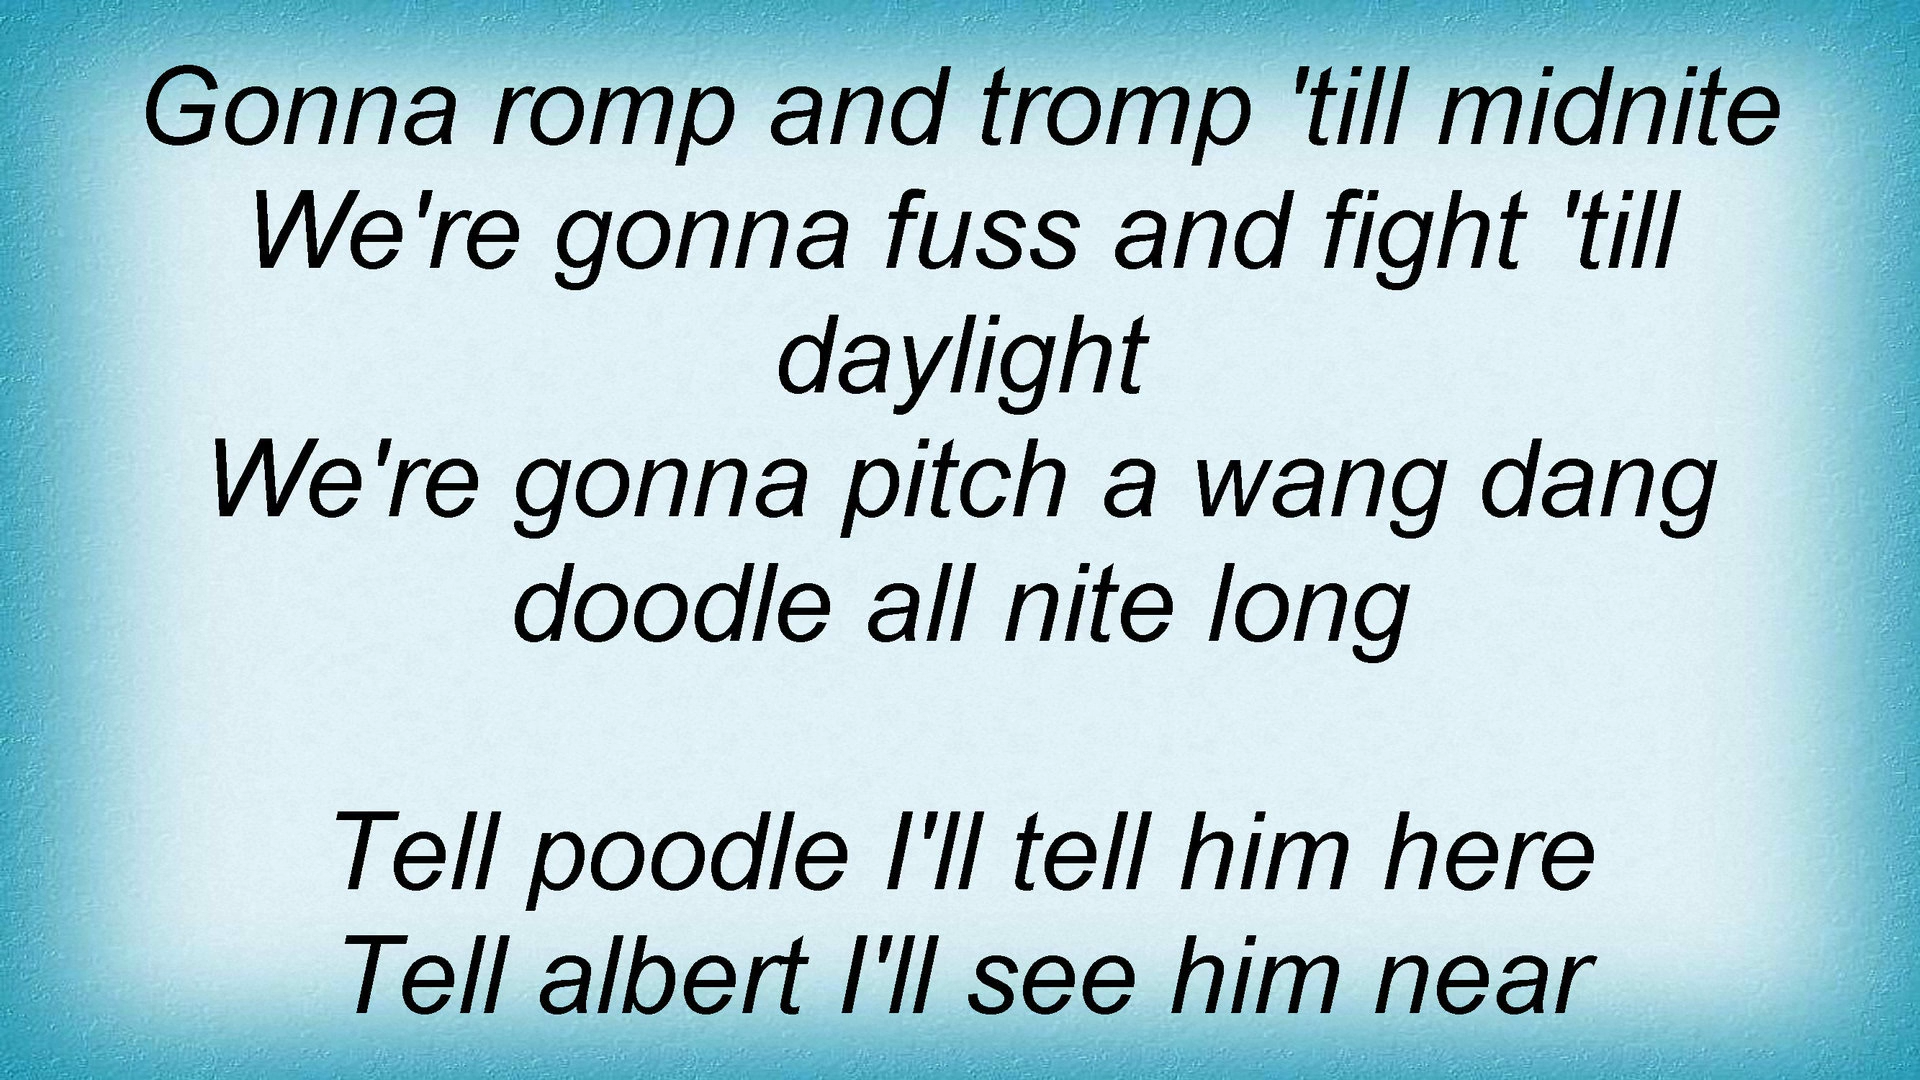 Gonna romp and tromp 'till midnite
We're gonna fuss and fight 'till
daylight
We're gonna pitch a wang dang
doodle all nite long
Tell poodle I'll tell him here
Tell albert I'll see him near